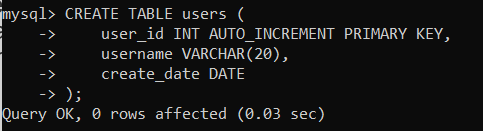 mysql> CREATE TABLE users (
    ->     user_id INT AUTO_INCREMENT PRIMARY KEY,
    ->     username VARCHAR(20),
    ->     create_date DATE
    -> );
Query OK, 0 rows affected (0.03 sec)